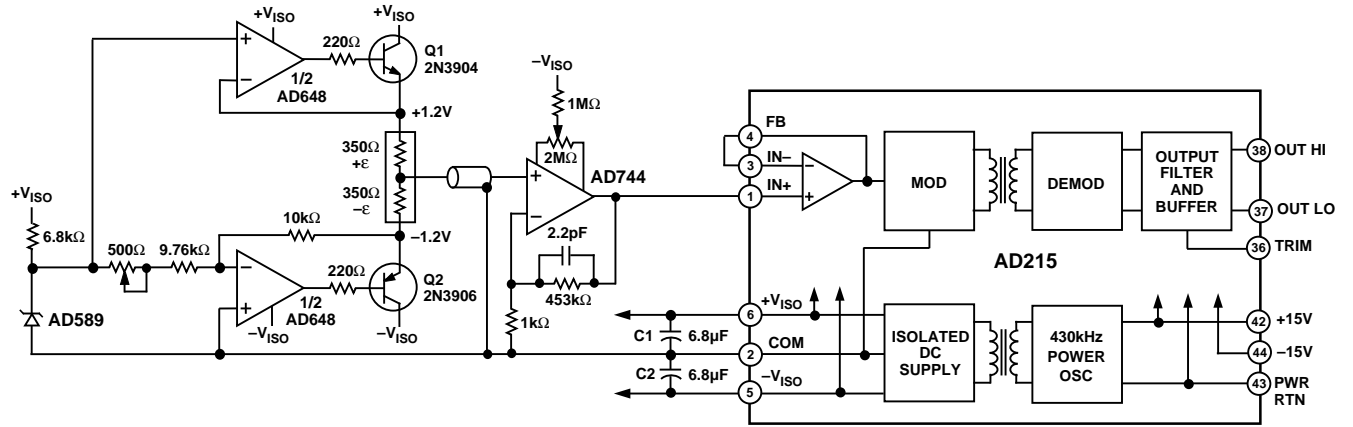 +VISO
+VISO
220Ω
Q1
2N3904
1/2
AD648
+1.2V
350Ω
+ε
350Ω
−ε
−1.2V
+VISO
6.8kΩ
500Ω
9.76kΩ
10kΩ
220Ω
Q2
2N3906
1/2
AD648
−VISO
−VISO
AD589
−VISO
1MΩ
2MΩ
AD744
2.2pF
453kΩ
1kΩ
C1
6.8µF
C2
6.8µF
4
FB
3
IN−
1
IN+
MOD
DEMOD
OUTPUT
FILTER
AND
BUFFER
38
OUT HI
37
OUT LO
36
TRIM
AD215
+VISO
6
2
COM
−VISO
5
ISOLATED
DC
SUPPLY
430kHz
POWER
OSC
42
+15V
44
−15V
43
PWR
RTN